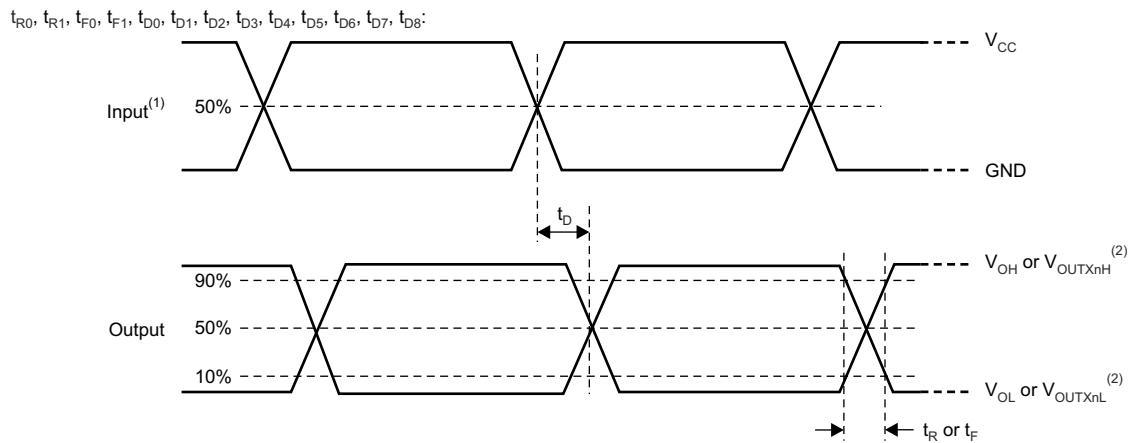 tR0, tR1, tF0, tF1, tD0, tD1, tD2, tD3, tD4, tD5, tD6, tD7, tD8:
VCC
Input(1)
50%
GND
tD
VOH or VOUTXnH(2)
90%
Output
50%
10%
VOL or VOUTXnL(2)
tR or tF